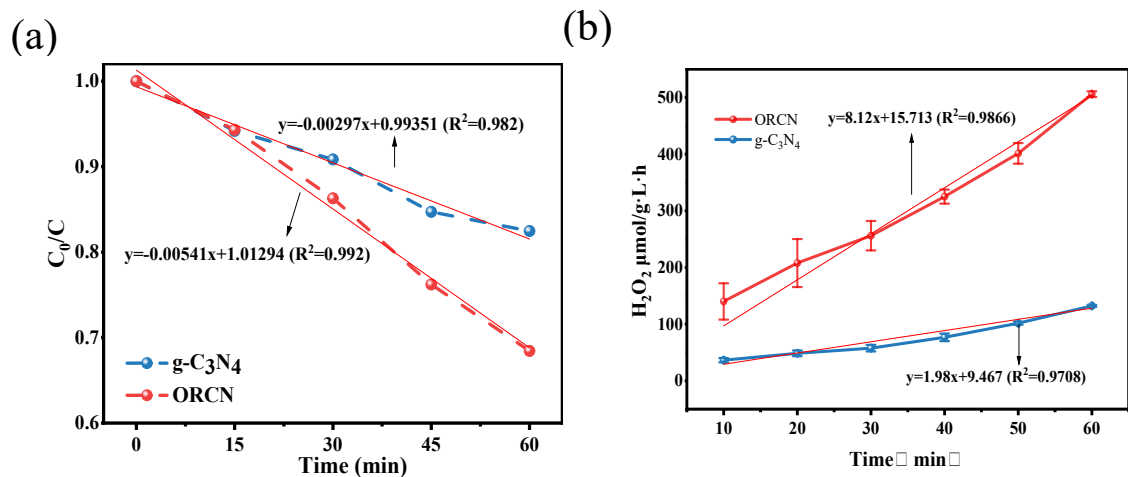 (a)
C₀/C
1.0
0.9
0.8
0.7
0.6
y=-0.00297x+0.99351 (R²=0.982)
y=-0.00541x+1.01294 (R²=0.992)
g-C₃N₄
ORCN
0 15 30 45 60
Time (min)
(b)
H₂O₂ μmol/g·L·h
500
400
300
200
100
0
ORCN
g-C₃N₄
y=8.12x+15.713 (R²=0.9866)
y=1.98x+9.467 (R²=0.9708)
10 20 30 40 50 60
Time□ min□